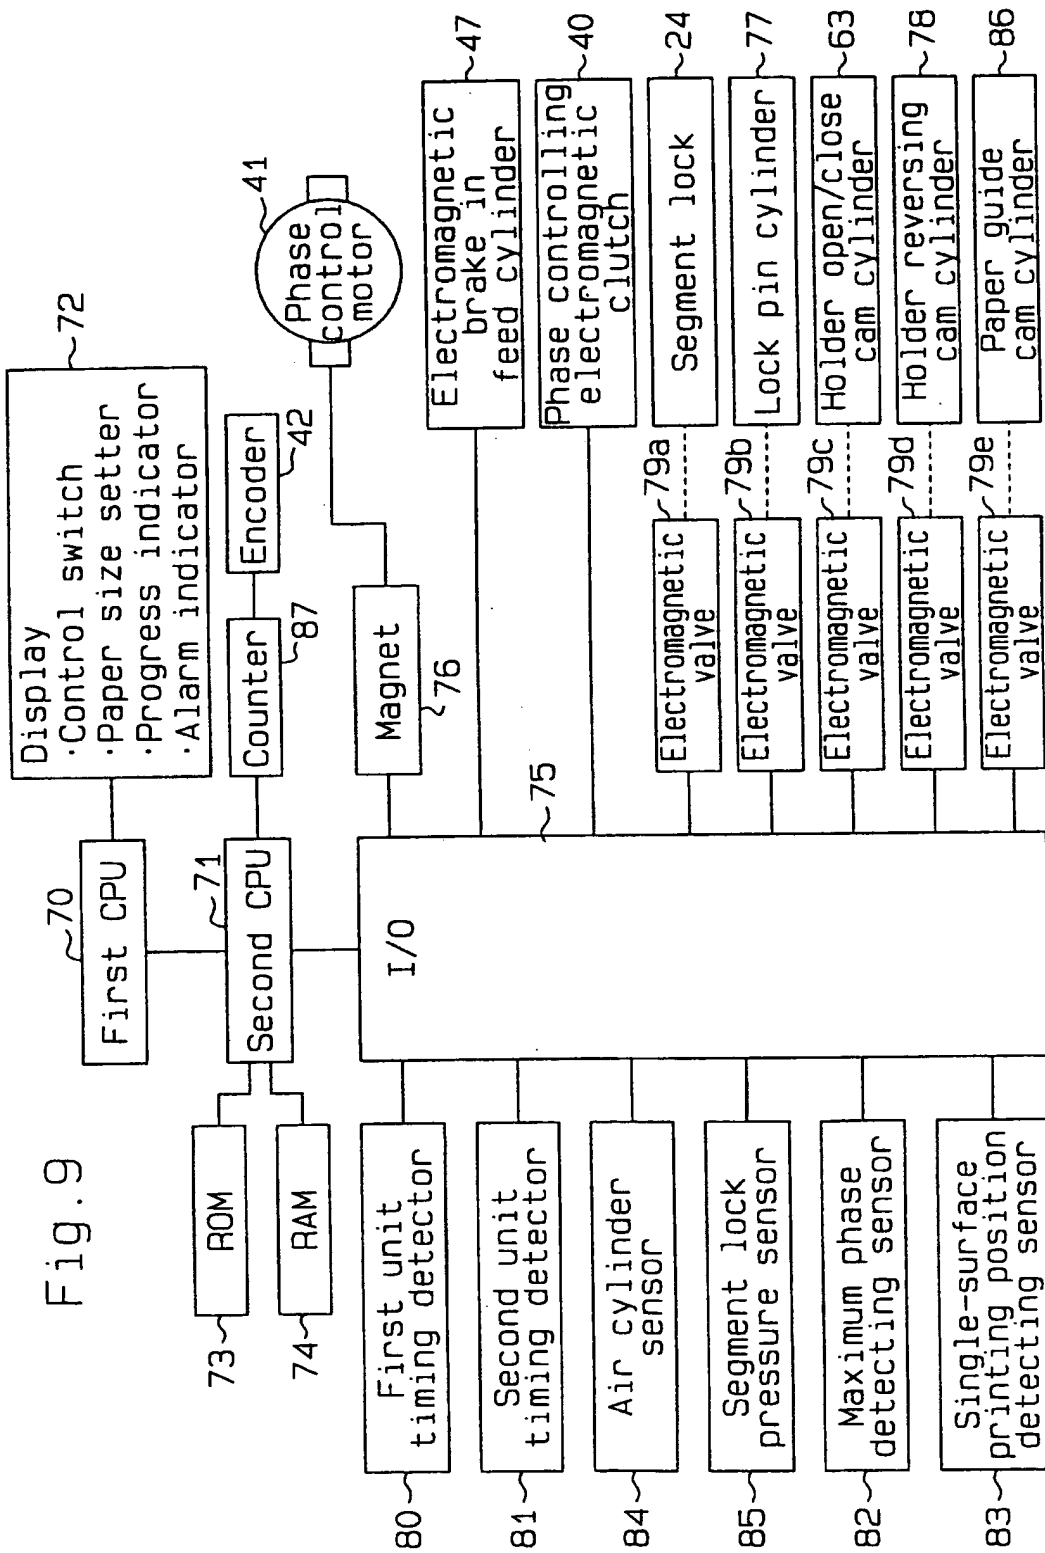 Fig.9
70
First CPU
72
Display
·Control switch
·Paper size setter
·Progress indicator
·Alarm indicator
73
ROM
74
RAM
71
Second CPU
Counter
87
Encoder
42
41
Phase
control
motor
Magnet
76
I/O
75
80
First unit
timing detector
81
Second unit
timing detector
84
Air cylinder
sensor
85
Segment lock
pressure sensor
82
Maximum phase
detecting sensor
83
Single-surface
printing position
detecting sensor
Electromagnetic
brake in
feed cylinder
47
Phase controlling
electromagnetic
clutch
40
Electromagnetic
valve
79a
Segment lock
24
Electromagnetic
valve
79b
Lock pin cylinder
77
Electromagnetic
valve
79c
Holder open/close
cam cylinder
63
Electromagnetic
valve
79d
Holder reversing
cam cylinder
78
Electromagnetic
valve
79e
Paper guide
cam cylinder
86